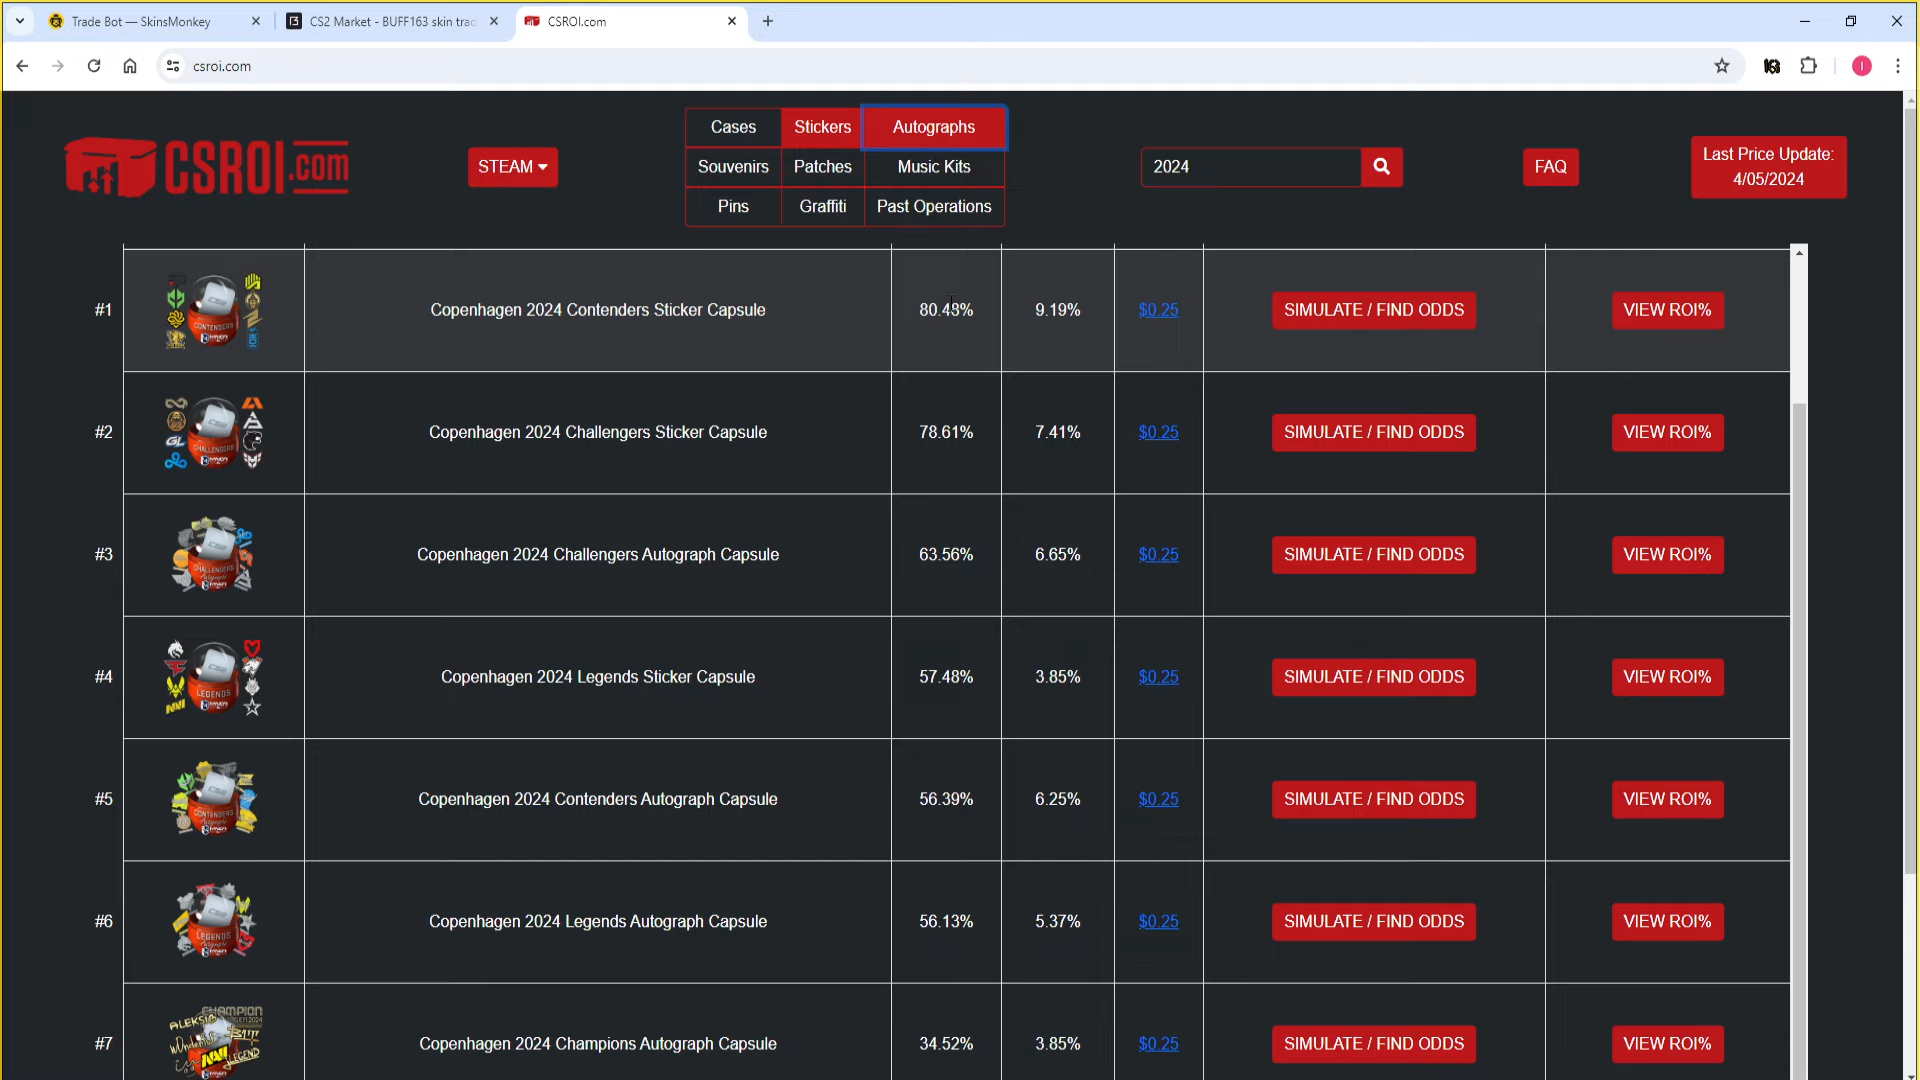 Trade Bot — SkinsMonkey
CS2 Market - BUFF163 skin trac
CSROI.com
csroi.com
CSROI.com
STEAM
Cases Stickers Autographs
Souvenirs Patches Music Kits
Pins Graffiti Past Operations
2024
FAQ
Last Price Update:
4/05/2024
#1 Copenhagen 2024 Contenders Sticker Capsule 80.43% 9.19% $0.25 SIMULATE / FIND ODDS VIEW ROI%
#2 Copenhagen 2024 Challengers Sticker Capsule 78.61% 7.41% $0.25 SIMULATE / FIND ODDS VIEW ROI%
#3 Copenhagen 2024 Challengers Autograph Capsule 63.56% 6.65% $0.25 SIMULATE / FIND ODDS VIEW ROI%
#4 Copenhagen 2024 Legends Sticker Capsule 57.48% 3.85% $0.25 SIMULATE / FIND ODDS VIEW ROI%
#5 Copenhagen 2024 Contenders Autograph Capsule 56.39% 6.25% $0.25 SIMULATE / FIND ODDS VIEW ROI%
#6 Copenhagen 2024 Legends Autograph Capsule 56.13% 5.37% $0.25 SIMULATE / FIND ODDS VIEW ROI%
#7 Copenhagen 2024 Champions Autograph Capsule 34.52% 3.85% $0.25 SIMULATE / FIND ODDS VIEW ROI%